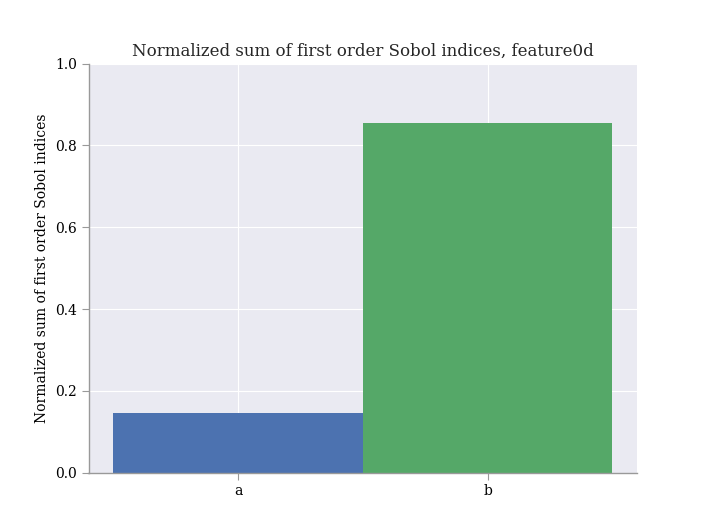 Normalized sum of first order Sobol indices, feature0d
Normalized sum of first order Sobol indices
1.0
0.8
0.6
0.4
0.2
0.0
a b